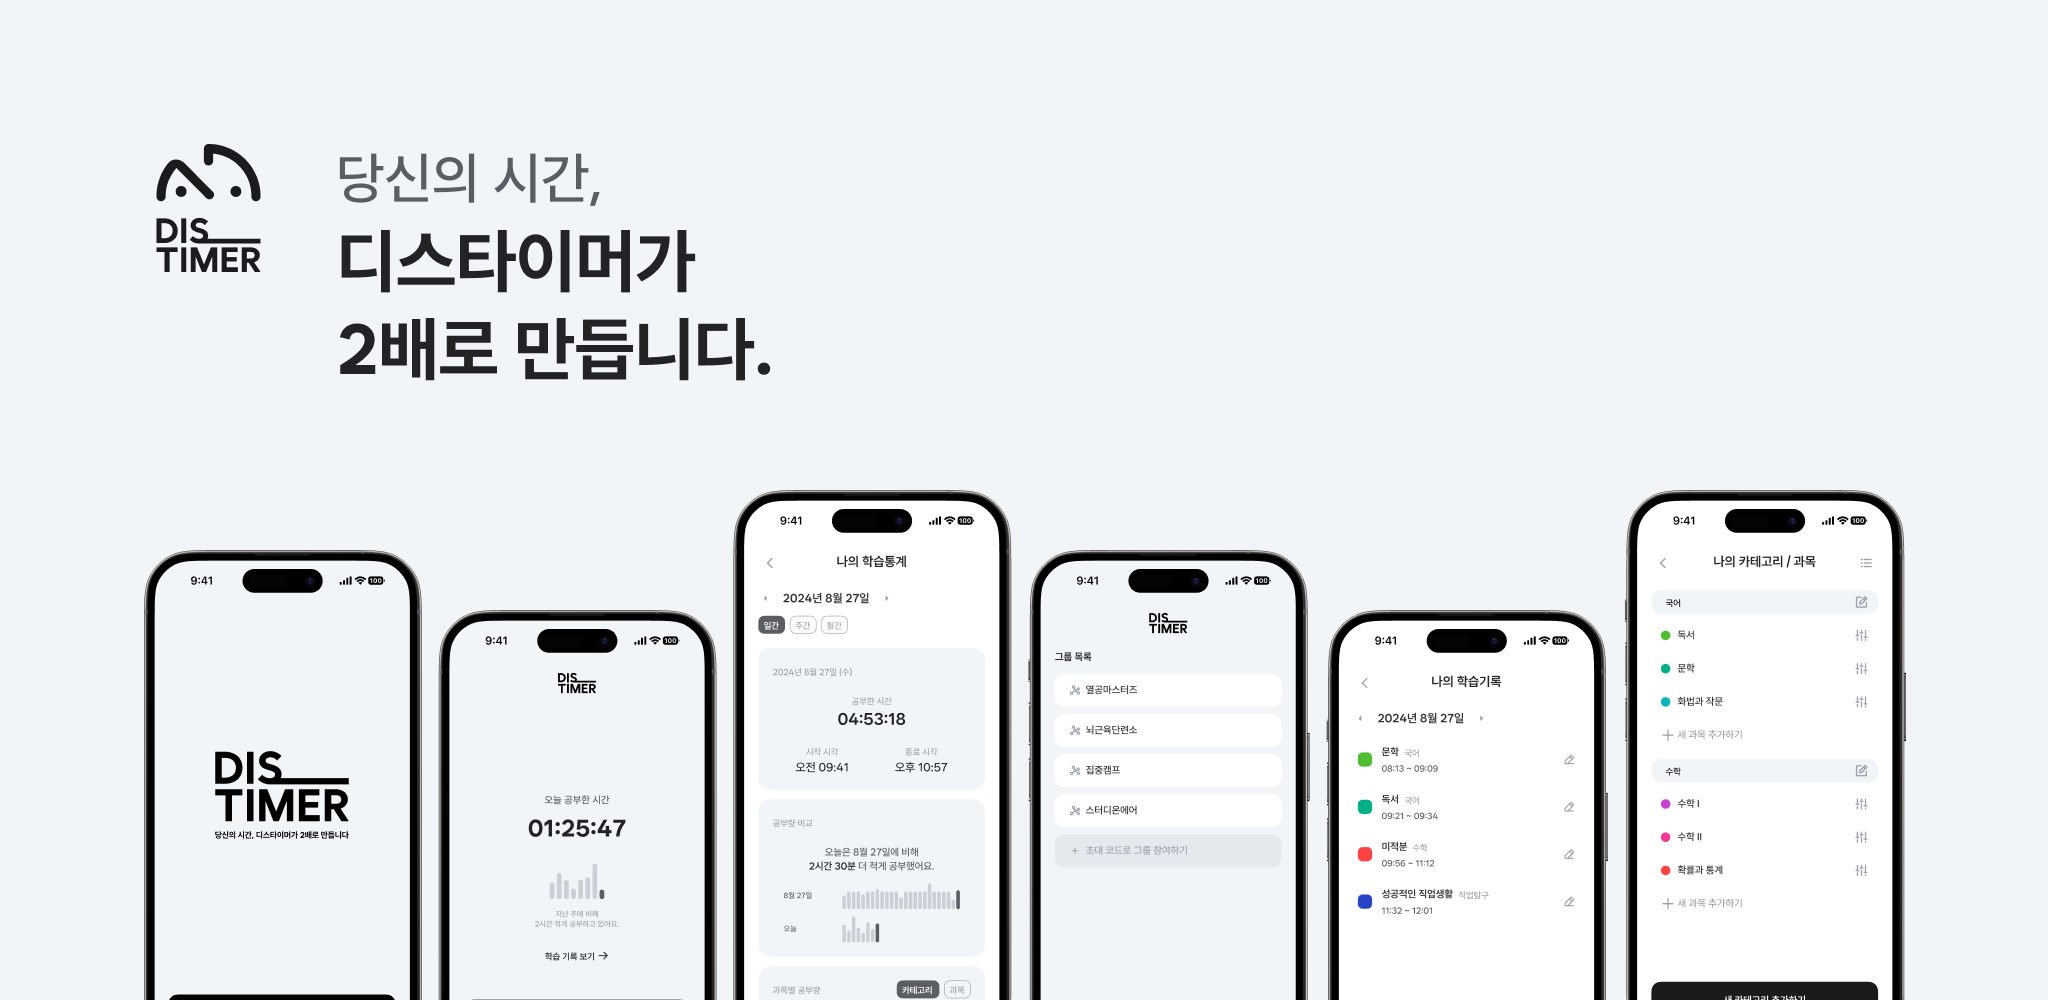 DIS
TIMER
당신의 시간,
디스타이머가
2배로 만듭니다.
9:41
100
DIS
TIMER
당신의 시간, 디스타이머가 2배로 만듭니다
9:41
100
DIS
TIMER
오늘 공부한 시간
01:25:47
지난 주에 비해
2시간 적게 공부하고 있어요.
학습 기록 보기
9:41
100
나의 학습통계
2024년 8월 27일
일간 주간 월간
2024년 8월 27일 (수)
공부한 시간
04:53:18
시작 시각 종료 시각
오전 09:41 오후 10:57
공부량 비교
오늘은 8월 27일에 비해
2시간 30분 더 적게 공부했어요.
8월 27일
오늘
과목별 공부량 카테고리 과목
9:41
100
DIS
TIMER
그룹 목록
열공마스터즈
뇌근육단련소
집중캠프
스터디온에어
+ 초대 코드로 그룹 참여하기
9:41
100
나의 학습기록
2024년 8월 27일
문학 국어
08:13 ~ 09:09
독서 국어
09:21 ~ 09:34
미적분 수학
09:56 ~ 11:12
성공적인 직업생활 직업탐구
11:32 ~ 12:01
9:41
100
나의 카테고리 / 과목
국어
독서
문학
화법과 작문
새 과목 추가하기
수학
수학 I
수학 II
확률과 통계
새 과목 추가하기
새 카테고리 추가하기